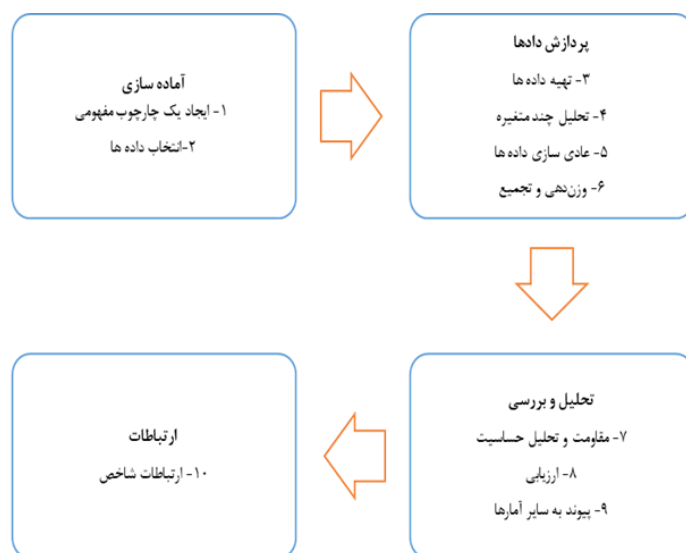 آماده سازی
۱- ایجاد یک چارچوب مفهومی
۲-انتخاب داده ها
پردازش دادها
۳- تهیه داده ها
۴- تحلیل چند متغیره
۵- عادی سازی داده ها
۶- وزن‌دهی و تجمیع
تحلیل و بررسی
۷- مقاومت و تحلیل حساسیت
۸- ارزیابی
۹- پیوند به سایر آمارها
ارتباطات
۱۰- ارتباطات شاخص